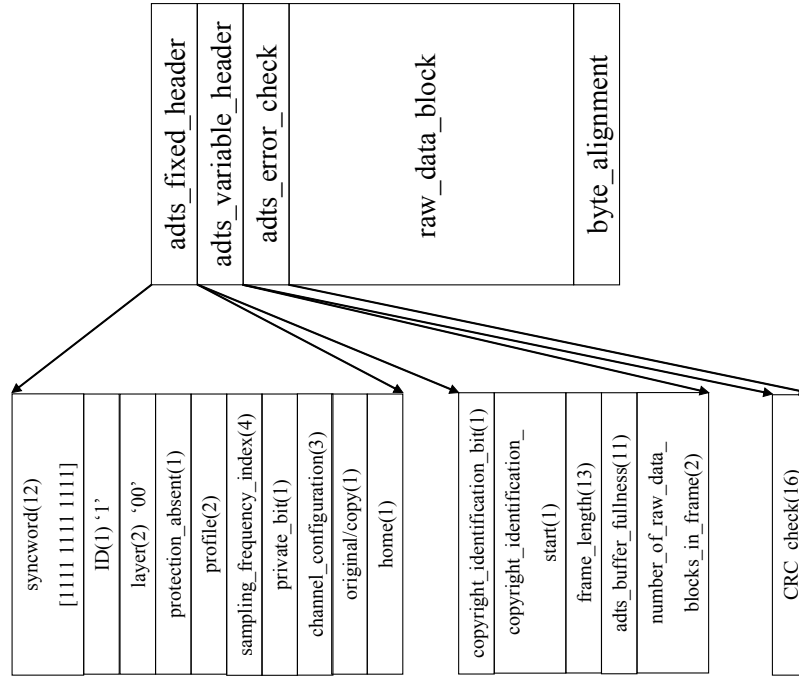 adts_fixed_header
adts_variable_header
adts_error_check
raw_data_block
byte_alignment
syncword(12)
[1111 1111 1111]
ID(1) ‘1’
layer(2) ‘00’
protection_absent(1)
profile(2)
sampling_frequency_index(4)
private_bit(1)
channel_configuration(3)
original/copy(1)
home(1)
copyright_identification_bit(1)
copyright_identification_
start(1)
frame_length(13)
adts_buffer_fullness(11)
number_of_raw_data_
blocks_in_frame(2)
CRC_check(16)